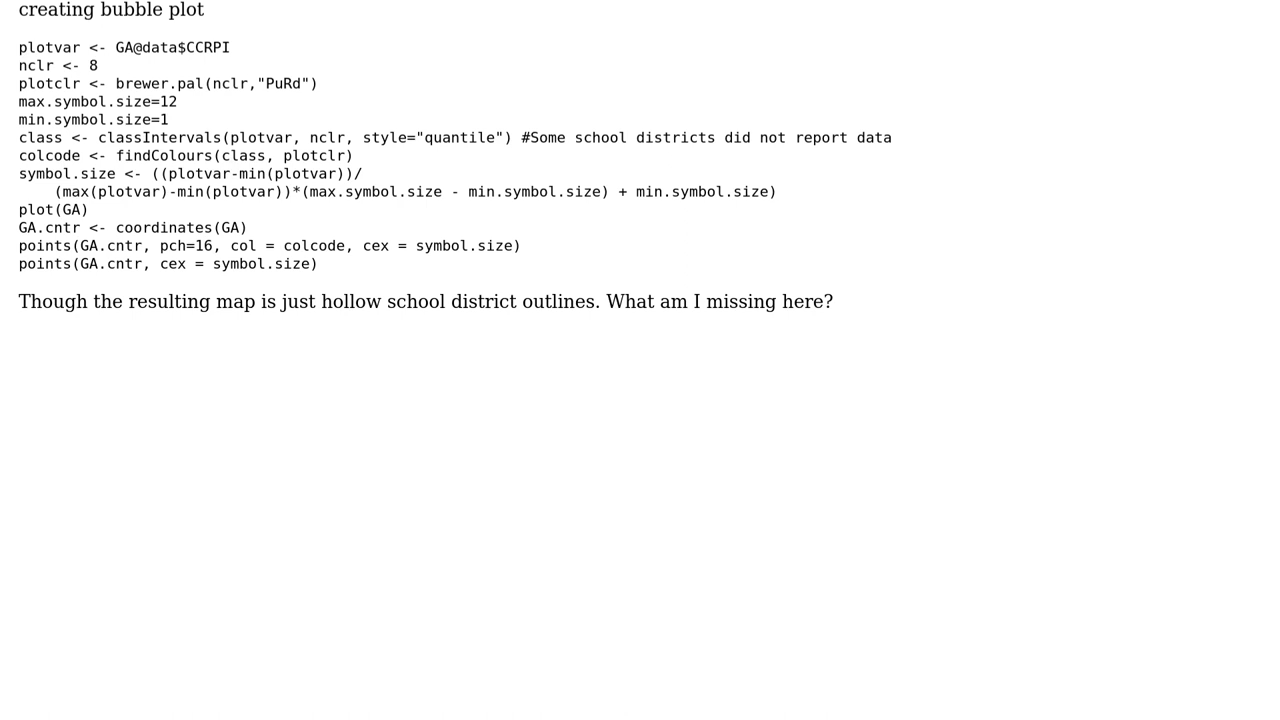 creating bubble plot
plotvar <- GA@data$CCRPI
nclr <- 8
plotclr <- brewer.pal(nclr,"PuRd")
max.symbol.size=12
min.symbol.size=1
class <- classIntervals(plotvar, nclr, style="quantile") #Some school districts did not report data
colcode <- findColours(class, plotclr)
symbol.size <- ((plotvar-min(plotvar))/
    (max(plotvar)-min(plotvar))*(max.symbol.size - min.symbol.size) + min.symbol.size)
plot(GA)
GA.cntr <- coordinates(GA)
points(GA.cntr, pch=16, col = colcode, cex = symbol.size)
points(GA.cntr, cex = symbol.size)
Though the resulting map is just hollow school district outlines. What am I missing here?